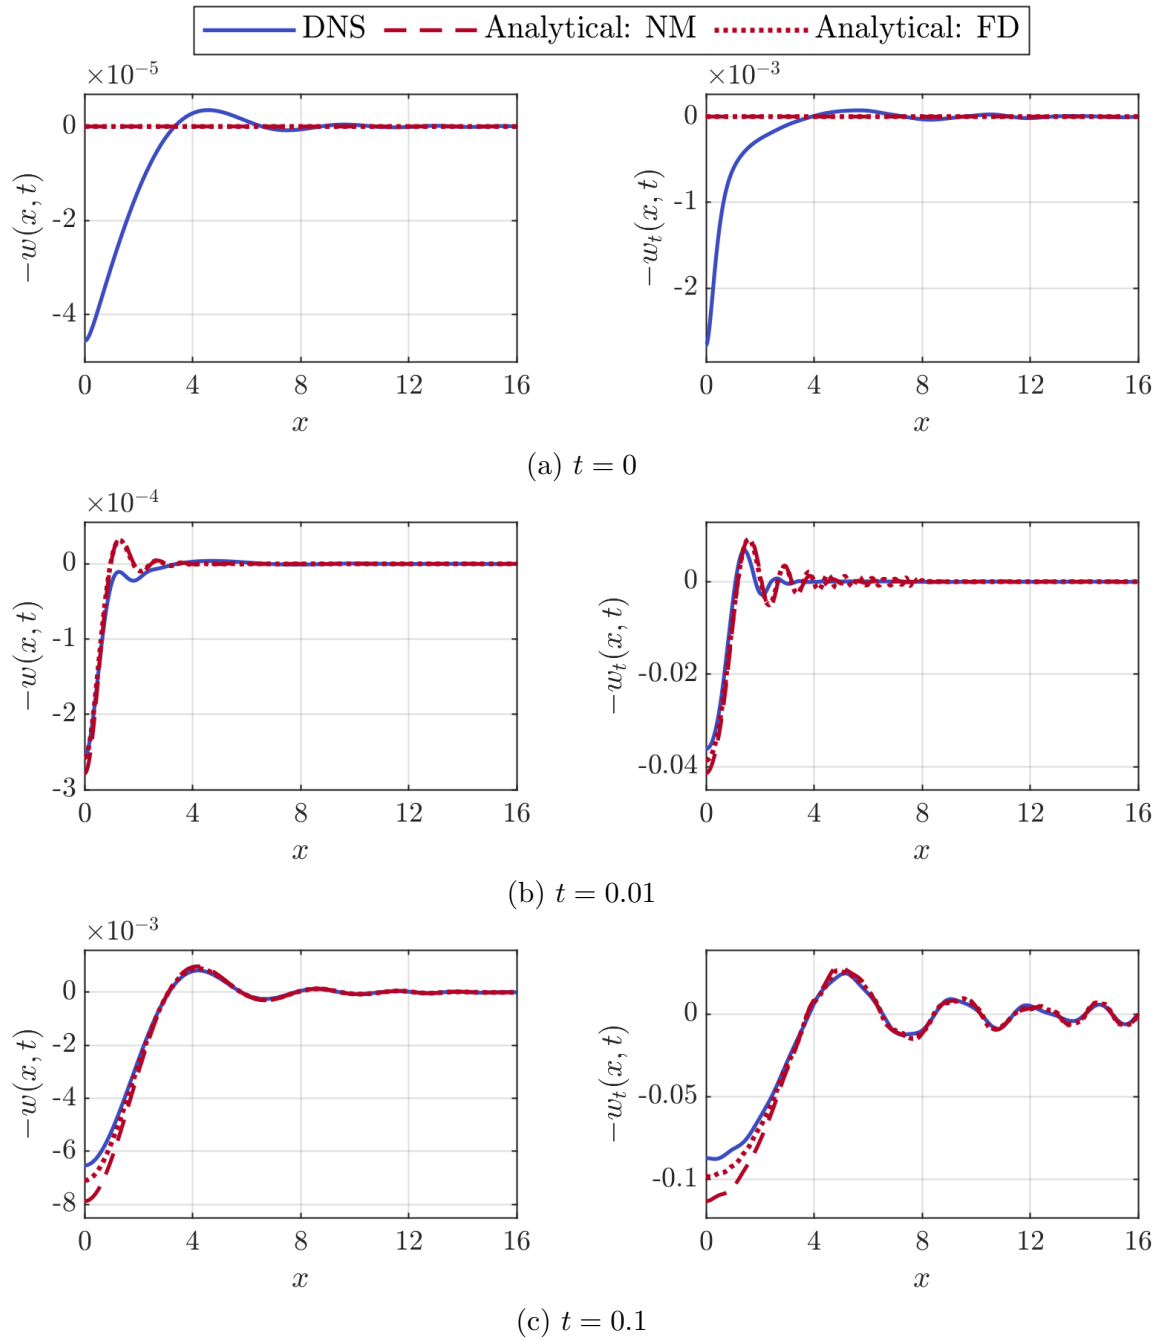 DNS Analytical: NM Analytical: FD
×10⁻⁵
0
-2
-4
−w(x, t)
0 4 8 12 16
x
×10⁻³
0
-1
-2
−wₜ(x, t)
0 4 8 12 16
x
(a) t = 0
×10⁻⁴
0
-1
-2
-3
−w(x, t)
0 4 8 12 16
x
0
-0.02
-0.04
−wₜ(x, t)
0 4 8 12 16
x
(b) t = 0.01
×10⁻³
0
-2
-4
-6
-8
−w(x, t)
0 4 8 12 16
x
0
-0.05
-0.1
−wₜ(x, t)
0 4 8 12 16
x
(c) t = 0.1